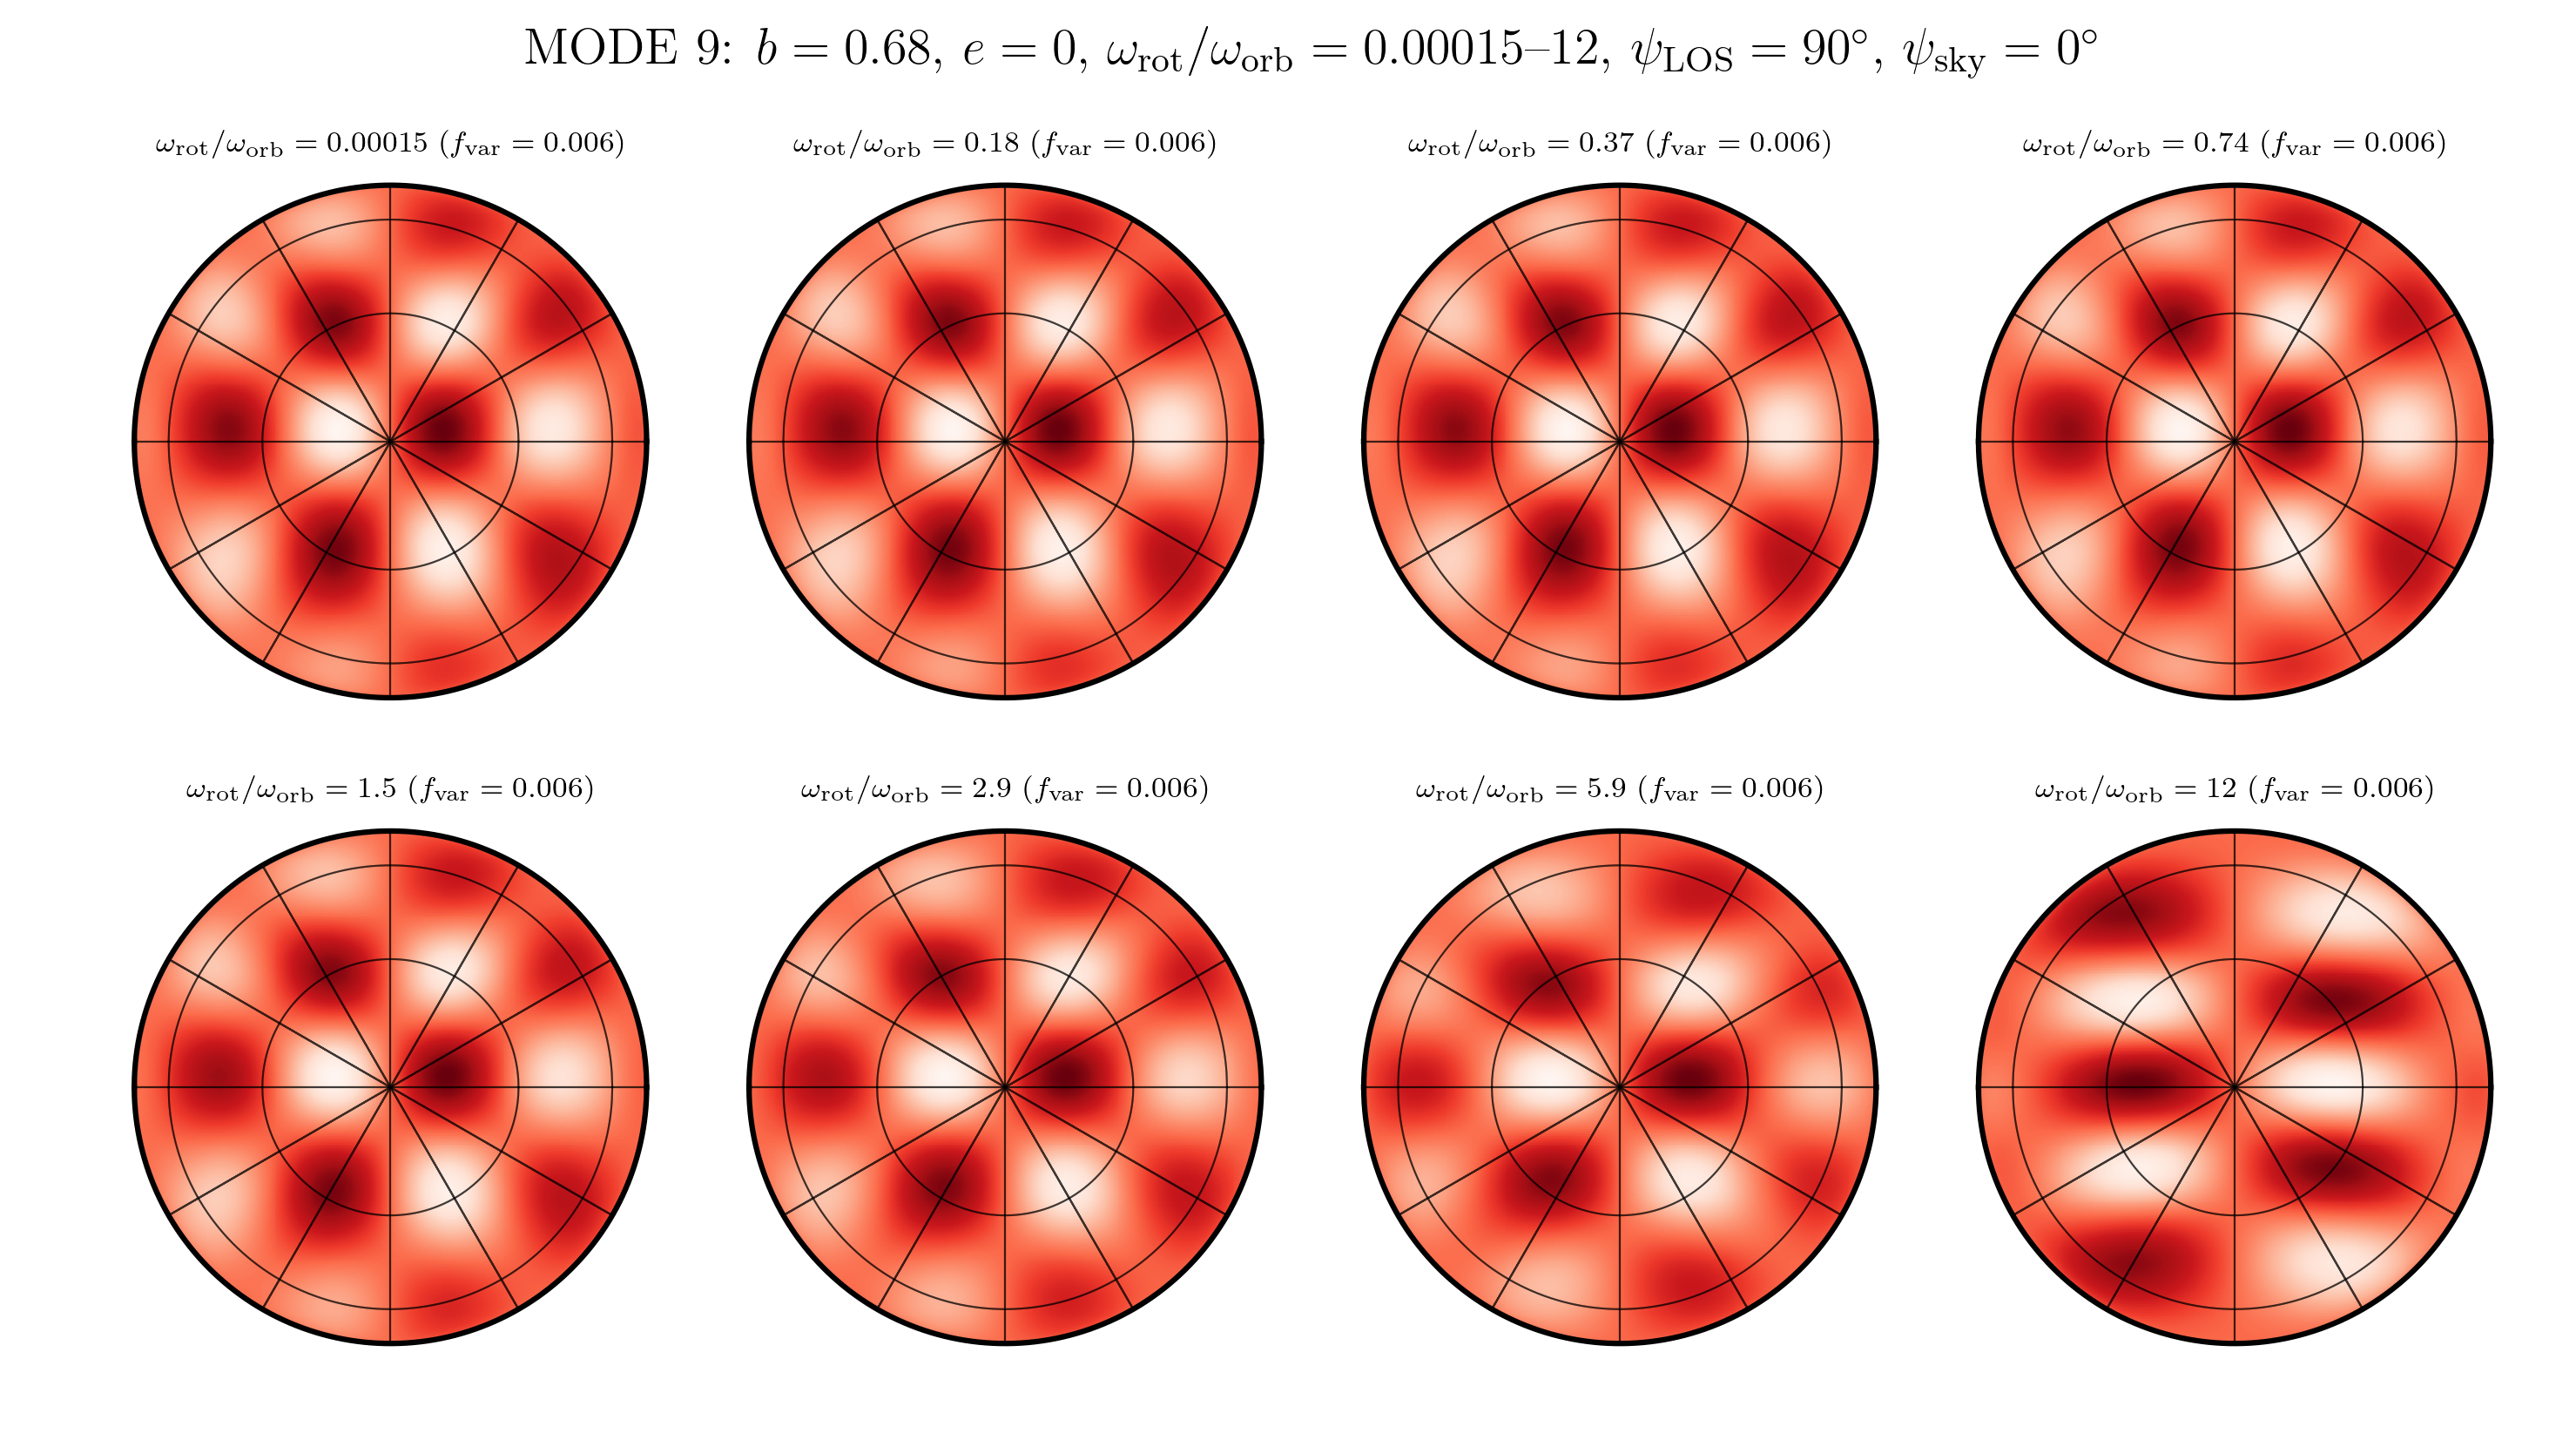 MODE 9: b = 0.68, e = 0, ω_rot/ω_orb = 0.00015–12, ψ_LOS = 90°, ψ_sky = 0°
ω_rot/ω_orb = 0.00015 (f_var = 0.006)
ω_rot/ω_orb = 0.18 (f_var = 0.006)
ω_rot/ω_orb = 0.37 (f_var = 0.006)
ω_rot/ω_orb = 0.74 (f_var = 0.006)
ω_rot/ω_orb = 1.5 (f_var = 0.006)
ω_rot/ω_orb = 2.9 (f_var = 0.006)
ω_rot/ω_orb = 5.9 (f_var = 0.006)
ω_rot/ω_orb = 12 (f_var = 0.006)